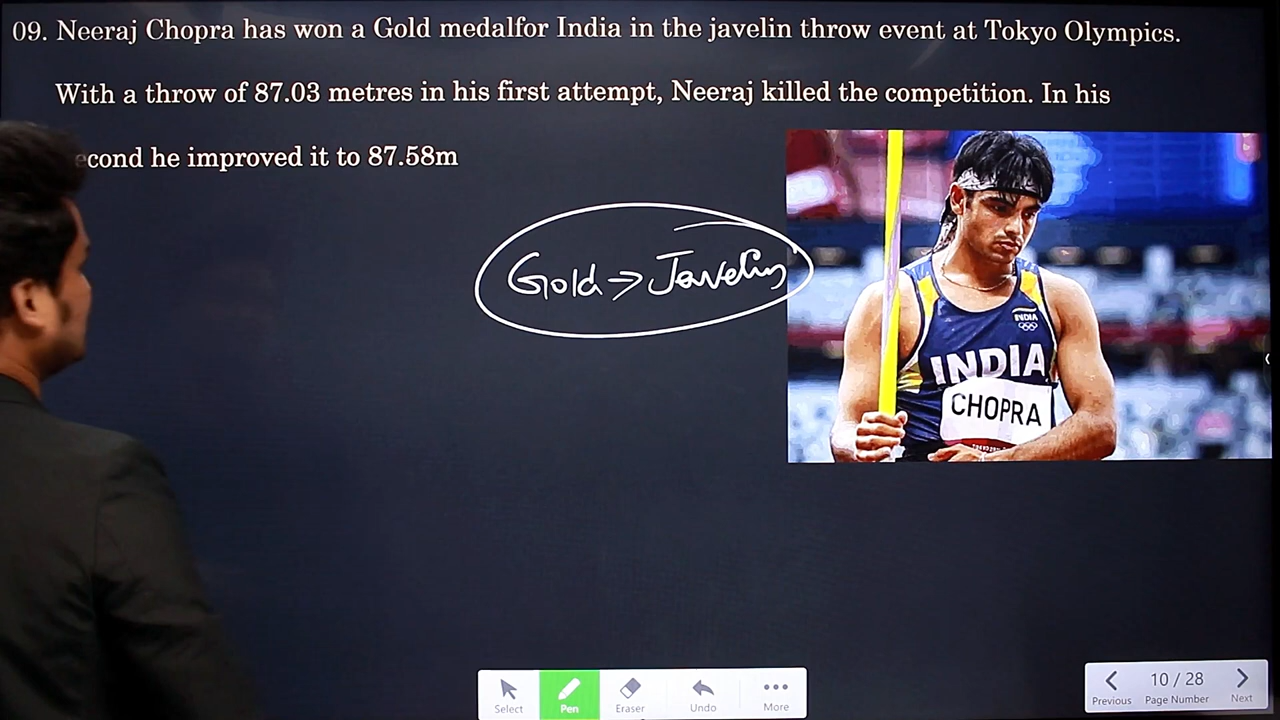 09. Neeraj Chopra has won a Gold medalfor India in the javelin throw event at Tokyo Olympics.
With a throw of 87.03 metres in his first attempt, Neeraj killed the competition. In his
econd he improved it to 87.58m
Gold → Javelin
INDIA
INDIA
CHOPRA
Select
Pen
Eraser
Undo
More
10 / 28
Previous
Page Number
Next